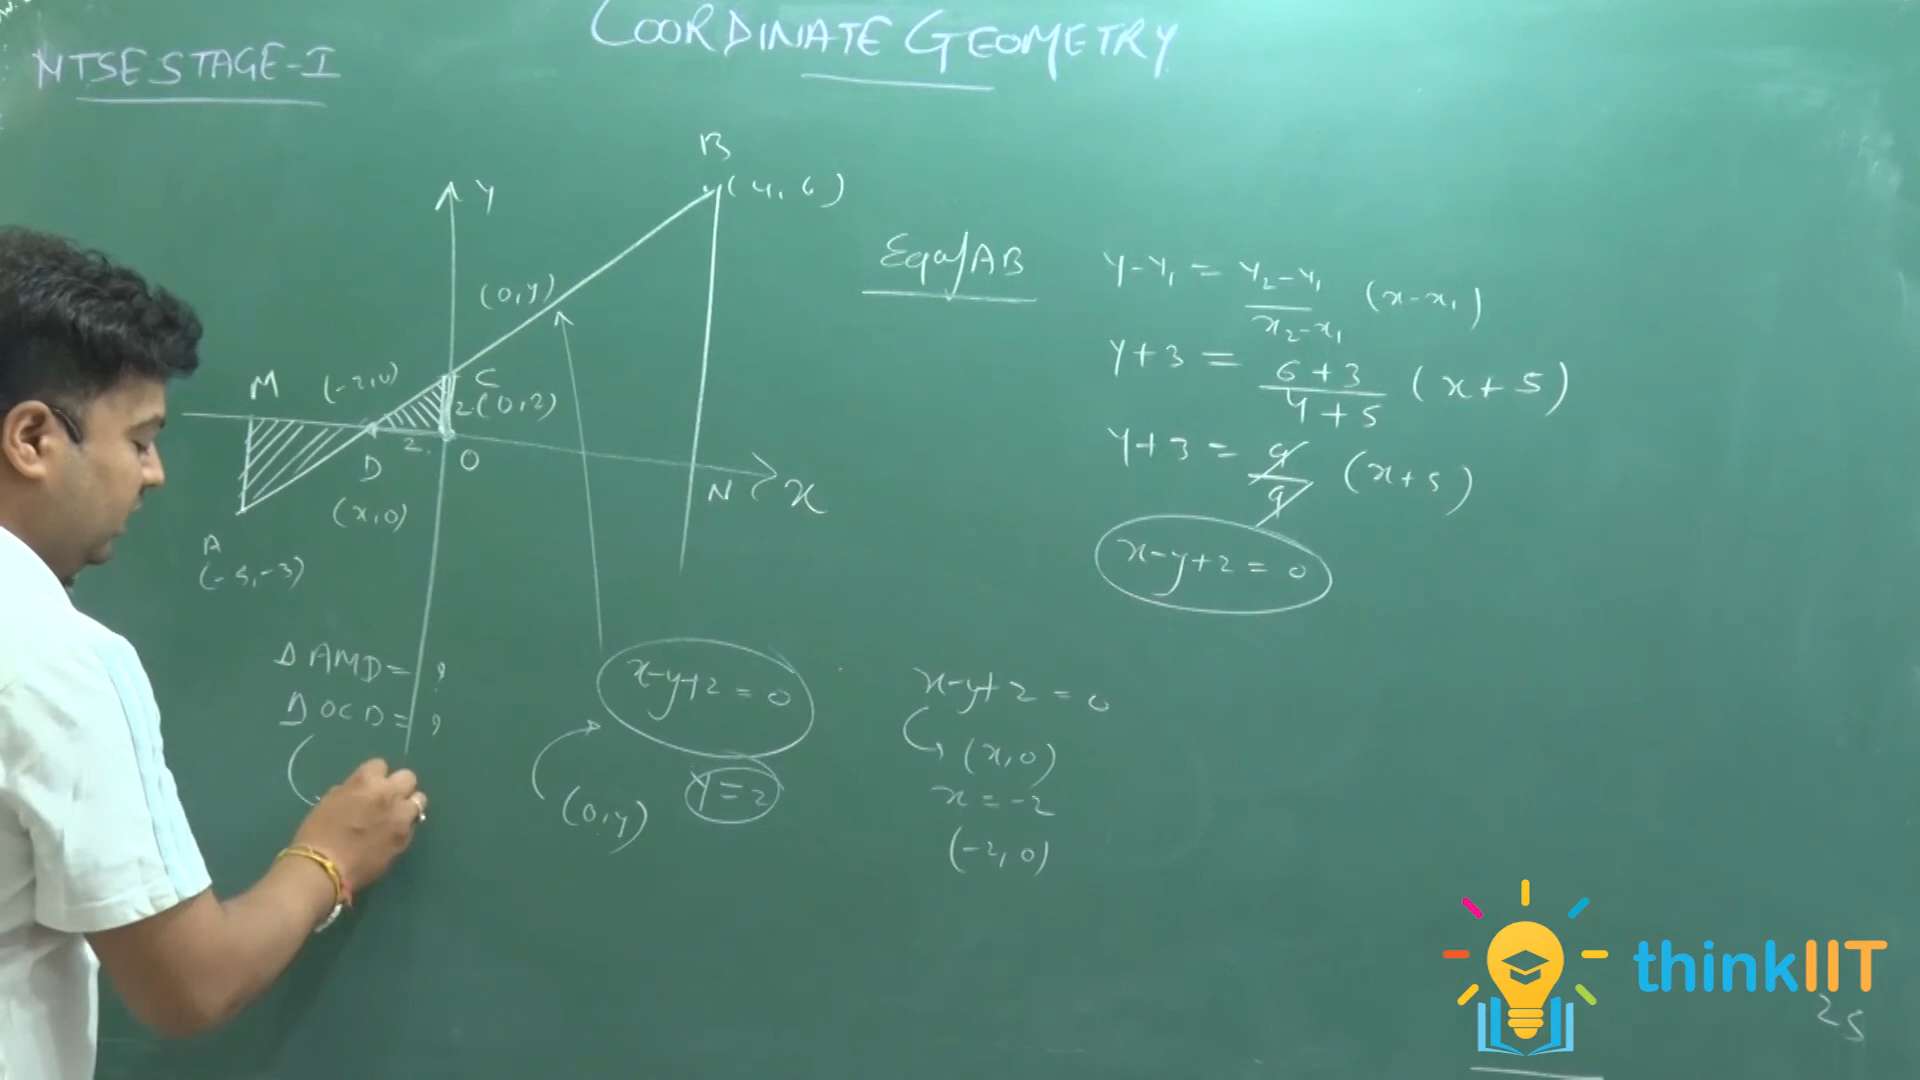 COORDINATE GEOMETRY
NTSE STAGE-I
B
(4, 6)
Y
(0, y)
M
(-2, 0)
C
2 (0, 2)
2
D
O
N
x
(x, 0)
A
(-5, -3)
Eqn/AB
y - y₁ = y₂ - y₁ / x₂ - x₁ (x - x₁)
y + 3 = 6 + 3 / 4 + 5 (x + 5)
y + 3 = 9 / 9 (x + 5)
x - y + 2 = 0
Δ AMD = ?
Δ OCD = ?
(
x - y + 2 = 0
(0, y)
y = 2
x - y + 2 = 0
(x, 0)
x = -2
(-2, 0)
thinkIIT
25